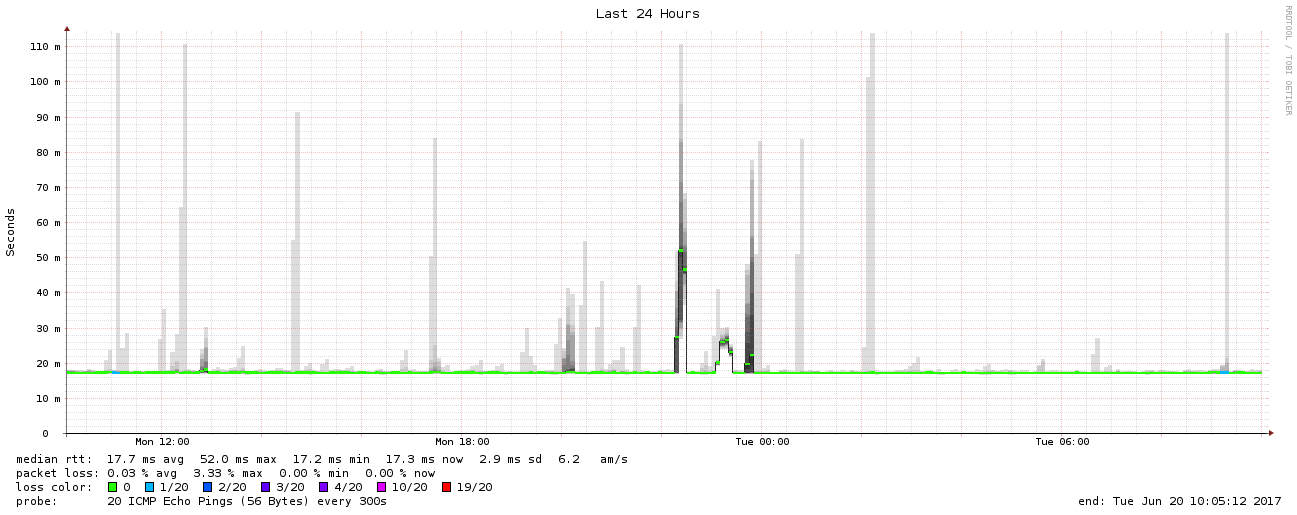 Last 24 Hours
RRDTOOL / TOBI OETIKER
Seconds
110 m
100 m
90 m
80 m
70 m
60 m
50 m
40 m
30 m
20 m
10 m
0
Mon 12:00 Mon 18:00 Tue 00:00 Tue 06:00
median rtt: 17.7 ms avg 52.0 ms max 17.2 ms min 17.3 ms now 2.9 ms sd 6.2 am/s
packet loss: 0.03 % avg 3.33 % max 0.00 % min 0.00 % now
loss color: 0 1/20 2/20 3/20 4/20 10/20 19/20
probe: 20 ICMP Echo Pings (56 Bytes) every 300s end: Tue Jun 20 10:05:12 2017